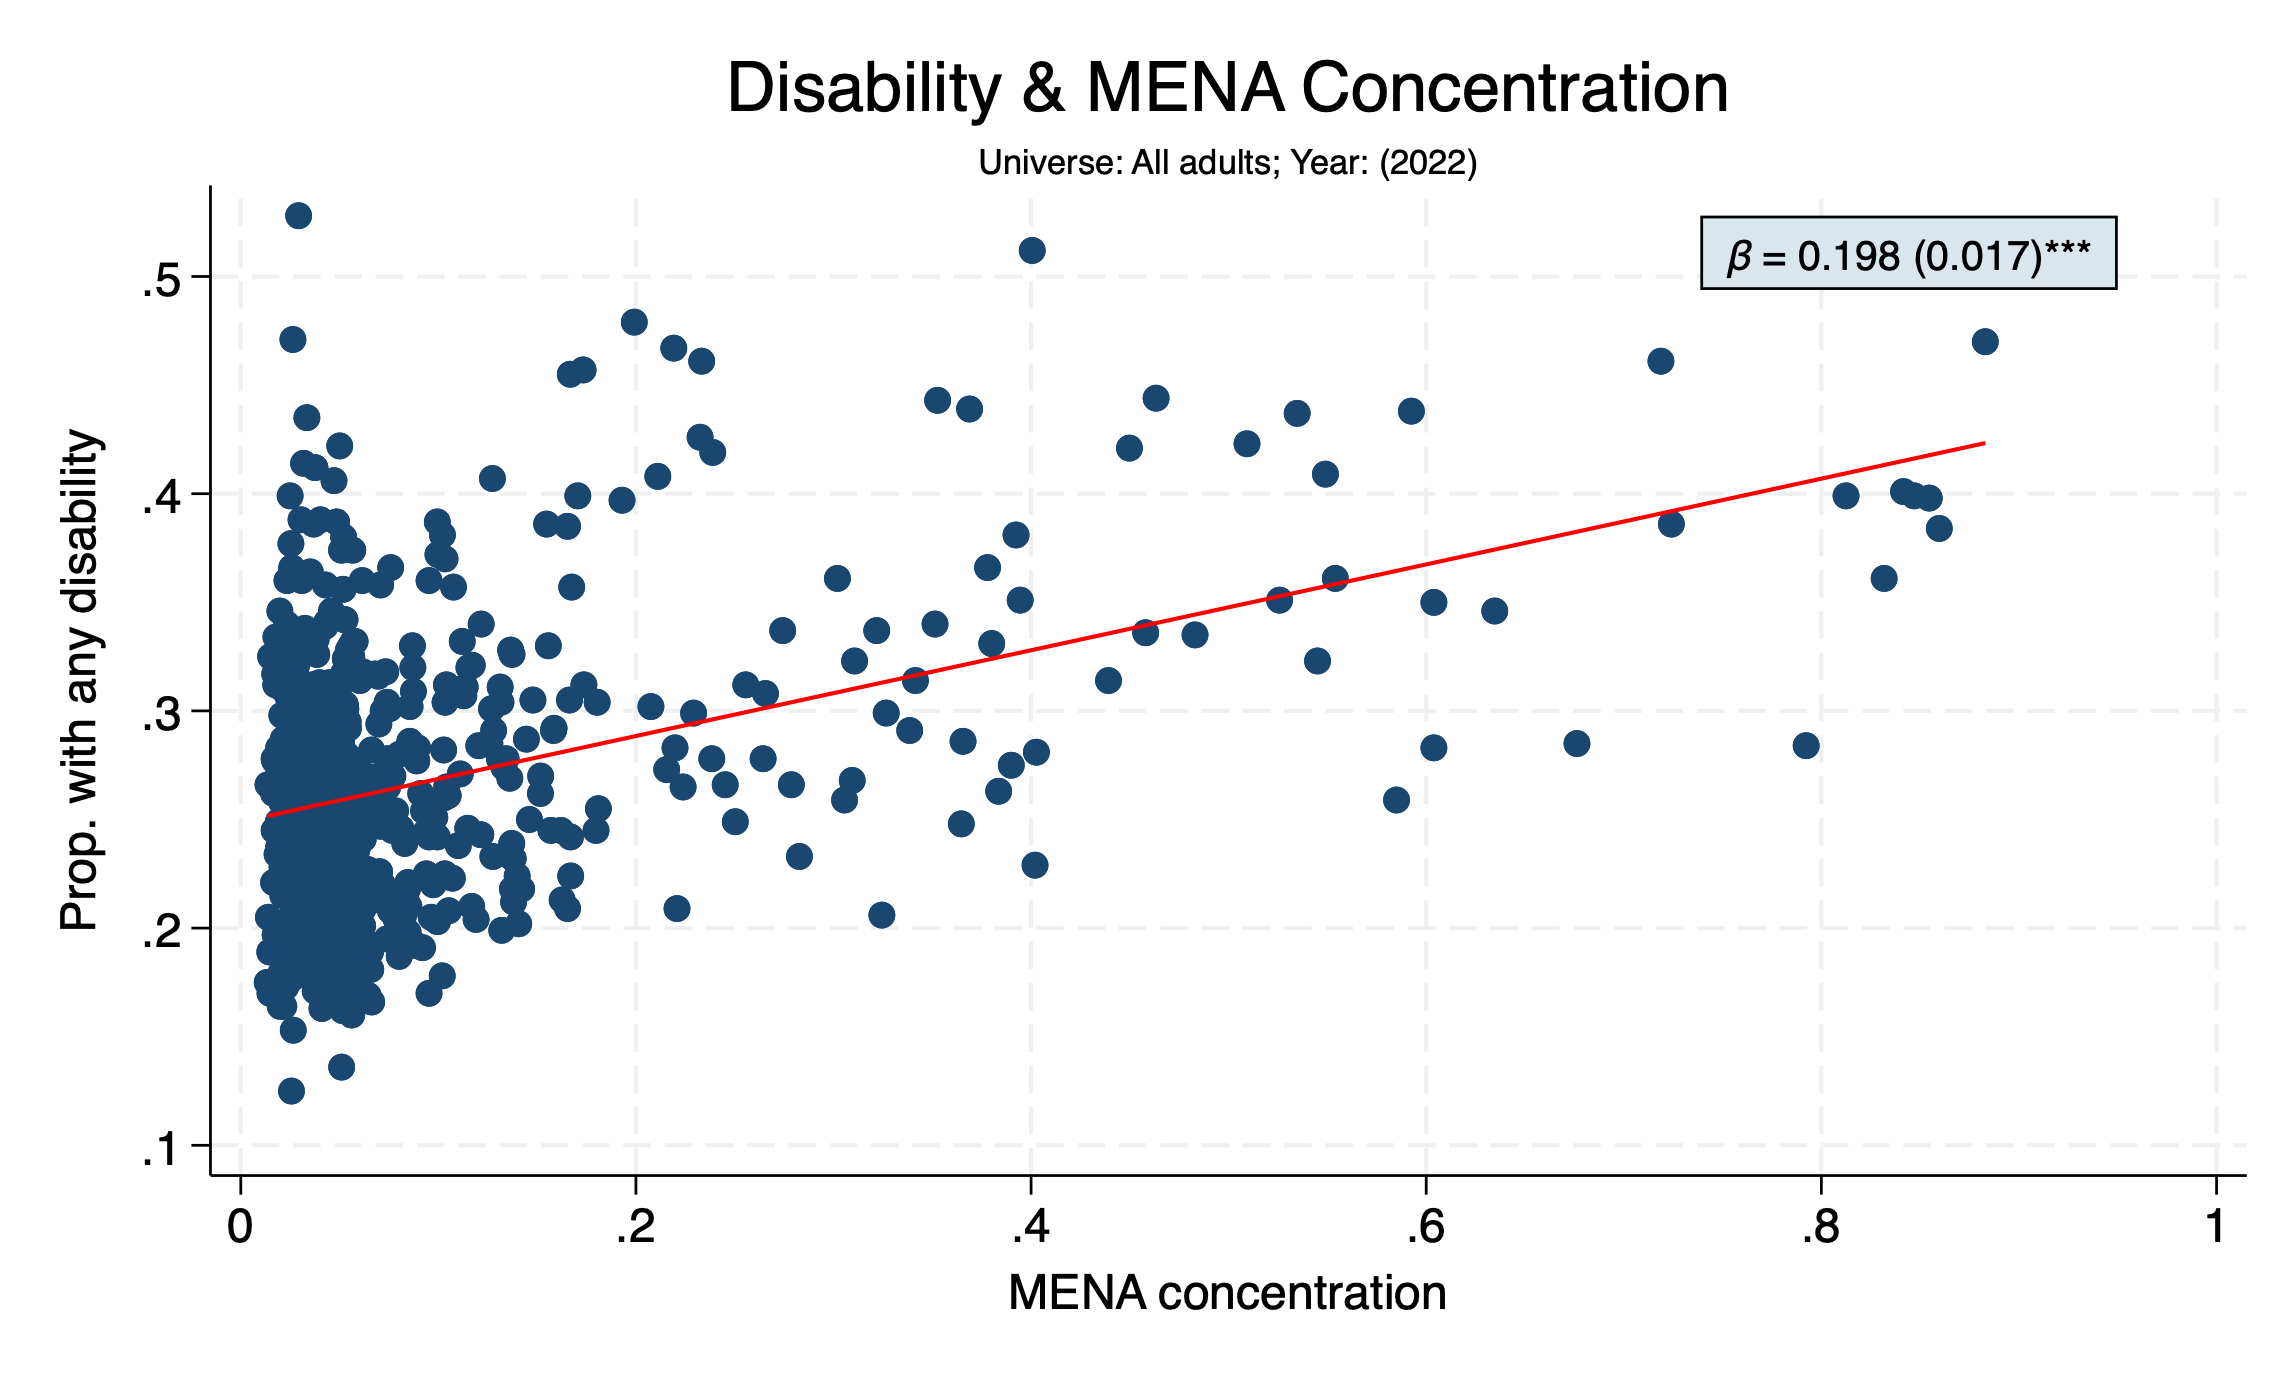 Disability & MENA Concentration
Universe: All adults; Year: (2022)
β = 0.198 (0.017)***
Prop. with any disability
.5
.4
.3
.2
.1
0 .2 .4 .6 .8 1
MENA concentration